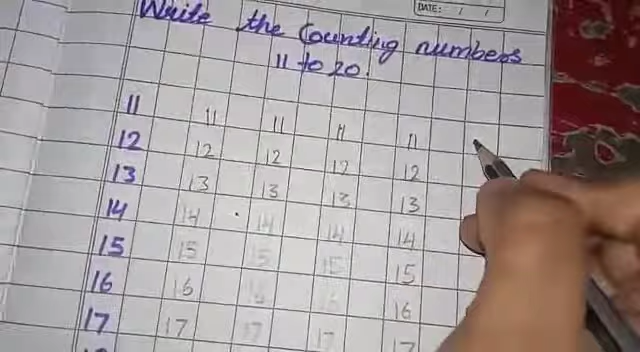 DATE: / /
Write the Counting numbers
11 to 20.
11 11 11 11 11
12 12 12 12 12
13 13 13 13 13
14 14 14 14 14
15 15 15 15 15
16 16 16 16 16
17 17 17 17 17